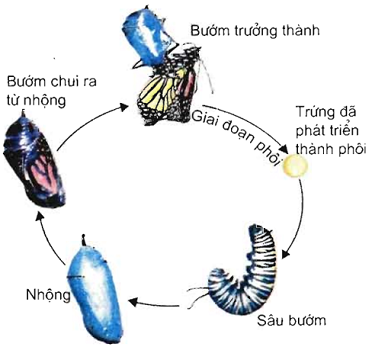 Bướm trưởng thành
Giai đoạn phôi
Trứng đã
phát triển
thành phôi
Sâu bướm
Nhộng
Bướm chui ra
từ nhộng